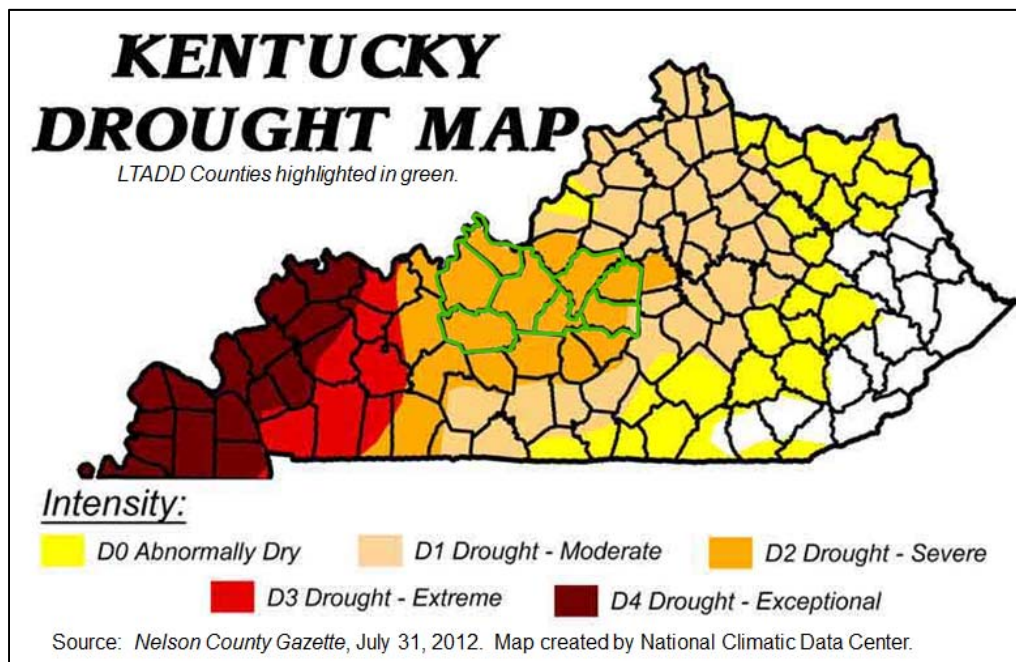 KENTUCKY
DROUGHT MAP
LTADD Counties highlighted in green.
Intensity:
D0 Abnormally Dry
D1 Drought - Moderate
D2 Drought - Severe
D3 Drought - Extreme
D4 Drought - Exceptional
Source: Nelson County Gazette, July 31, 2012. Map created by National Climatic Data Center.